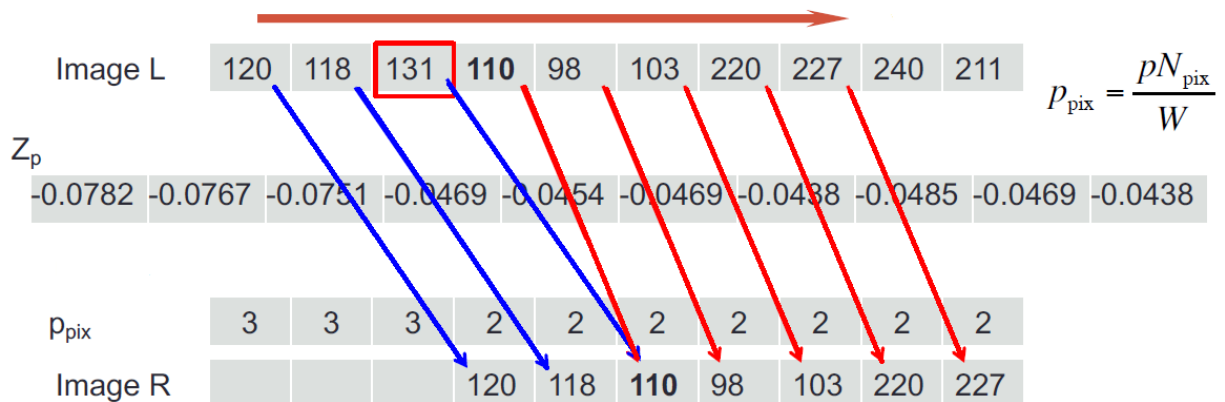 Image L 120 118 131 110 98 103 220 227 240 211
p_pix = pN_pix / W
Z_p
-0.0782 -0.0767 -0.0751 -0.0469 -0.0454 -0.0469 -0.0438 -0.0485 -0.0469 -0.0438
p_pix 3 3 3 2 2 2 2 2 2 2
Image R 120 118 110 98 103 220 227